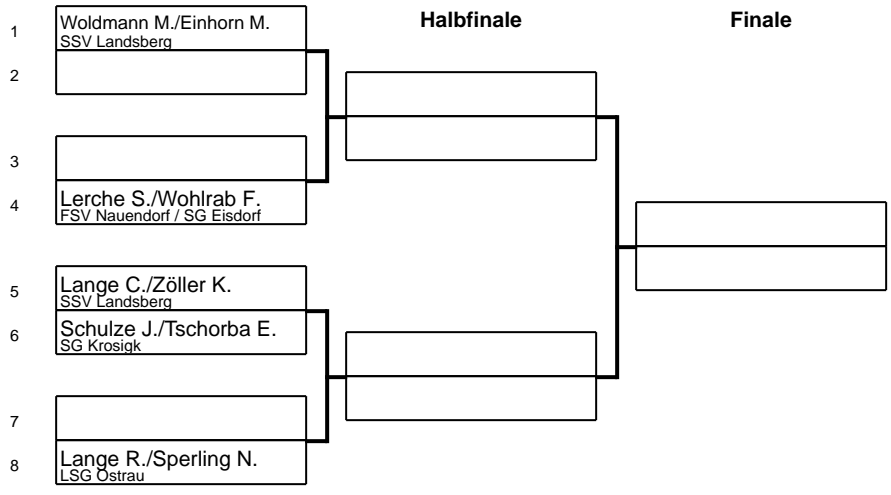 Halbfinale
Finale
1
Woldmann M./Einhorn M.
SSV Landsberg
2
3
4
Lerche S./Wohlrab F.
FSV Nauendorf / SG Eisdorf
5
Lange C./Zöller K.
SSV Landsberg
6
Schulze J./Tschorba E.
SG Krosigk
7
8
Lange R./Sperling N.
LSG Ostrau